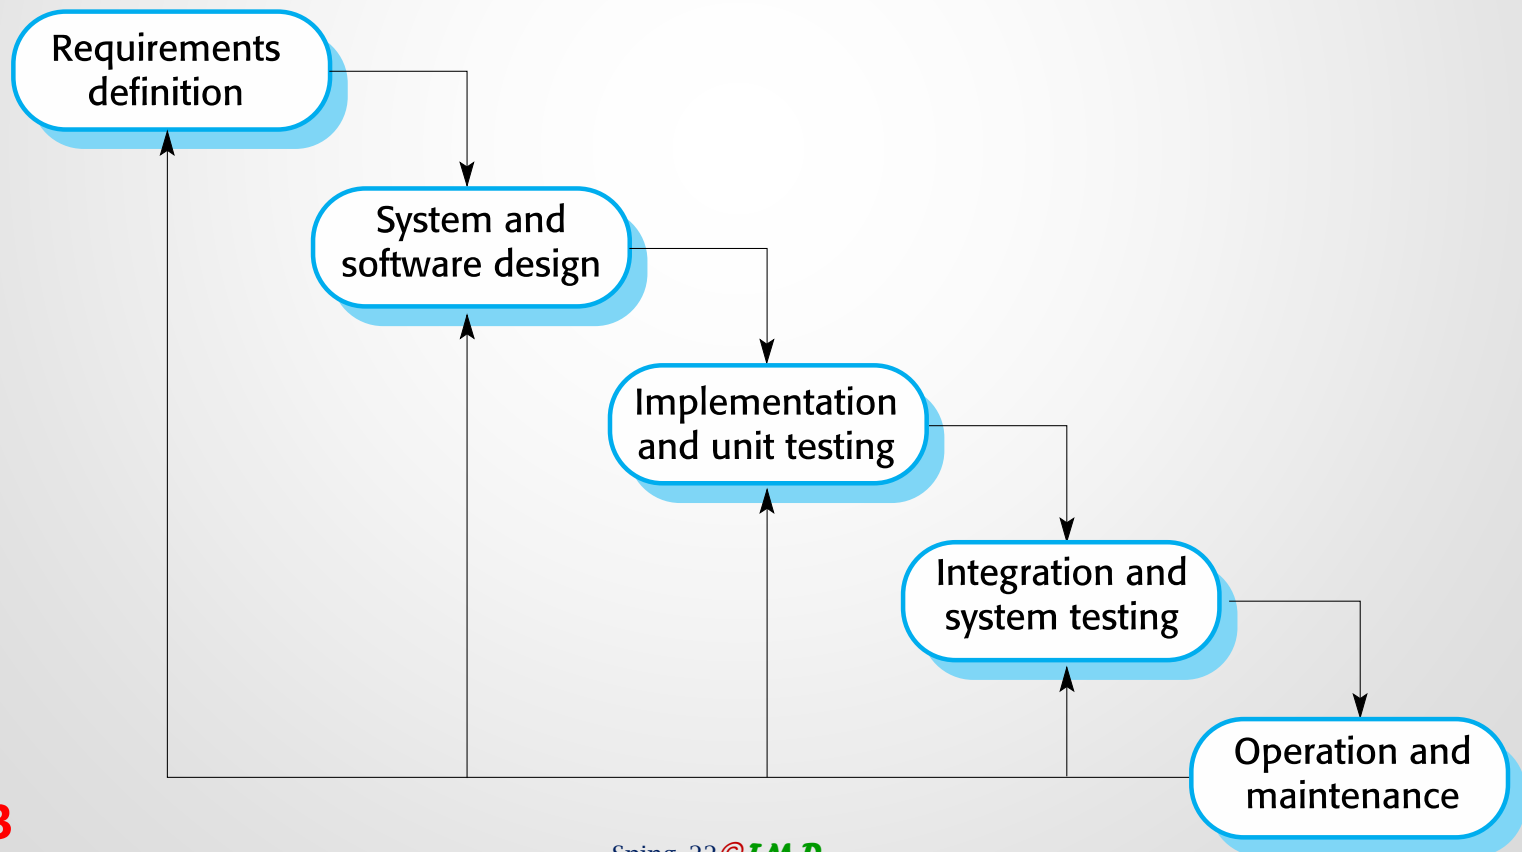 Requirements
definition
System and
software design
Implementation
and unit testing
Integration and
system testing
Operation and
maintenance